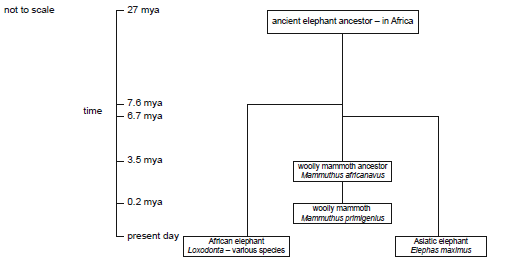 not to scale
27 mya
ancient elephant ancestor – in Africa
time
7.6 mya
6.7 mya
3.5 mya
woolly mammoth ancestor
Mammuthus africanavus
0.2 mya
woolly mammoth
Mammuthus primigenius
present day
African elephant
Loxodonta – various species
Asiatic elephant
Elephas maximus